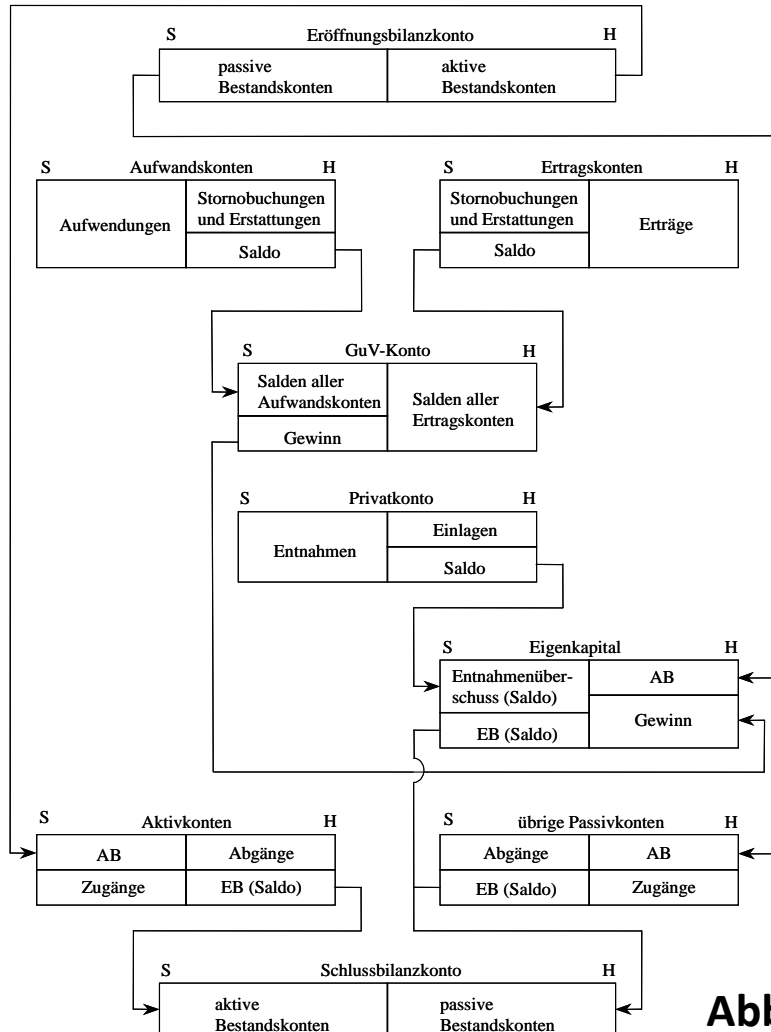 S Eröffnungsbilanzkonto H
passive aktive
Bestandskonten Bestandskonten
S Aufwandskonten H
Aufwendungen
Stornobuchungen
und Erstattungen
Saldo
S Ertragskonten H
Stornobuchungen
und Erstattungen
Saldo
Erträge
S GuV-Konto H
Salden aller
Aufwandskonten
Gewinn
Salden aller
Ertragskonten
S Privatkonto H
Entnahmen
Einlagen
Saldo
S Eigenkapital H
Entnahmenüber-
schuss (Saldo)
EB (Saldo)
AB
Gewinn
S Aktivkonten H
AB Abgänge
Zugänge EB (Saldo)
S übrige Passivkonten H
Abgänge AB
EB (Saldo) Zugänge
S Schlussbilanzkonto H
aktive passive
Bestandskonten Bestandskonten
Abb